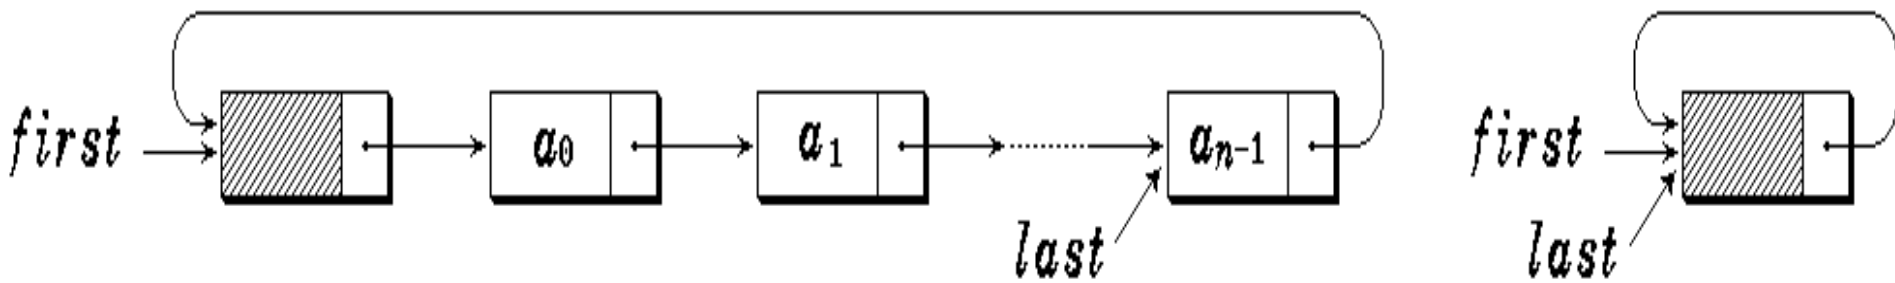 first a₀ a₁ aₙ₋₁ first
last last